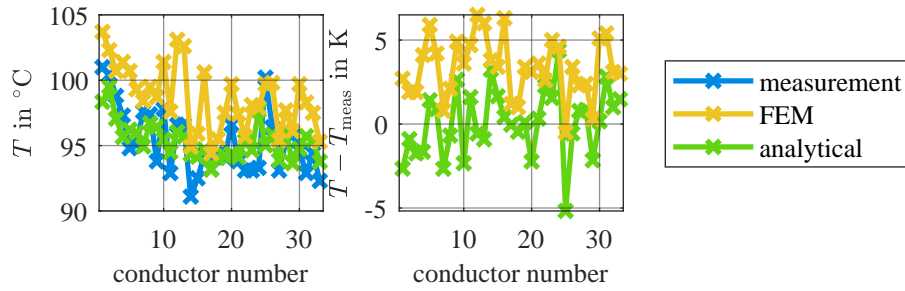 105
100
95
90
10
20
30
T in °C
conductor number
5
0
-5
10
20
30
T − T_meas in K
conductor number
measurement
FEM
analytical